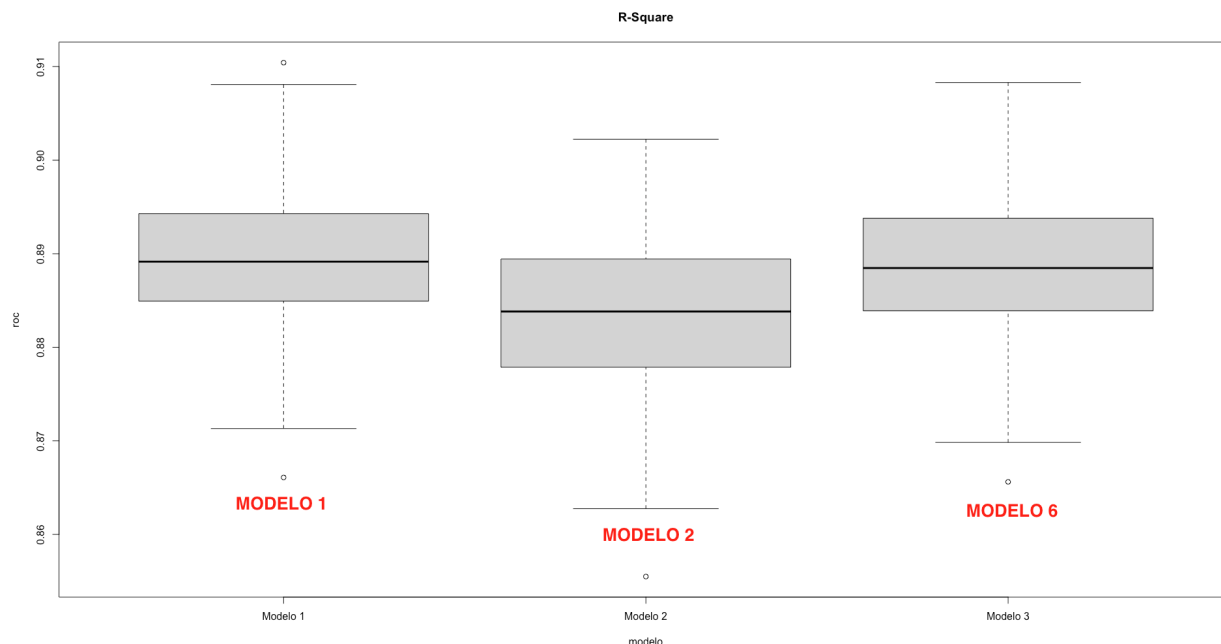 R-Square
0.91
0.90
0.89
0.88
0.87
0.86
roc
MODELO 1
MODELO 2
MODELO 6
Modelo 1
Modelo 2
Modelo 3
modelo